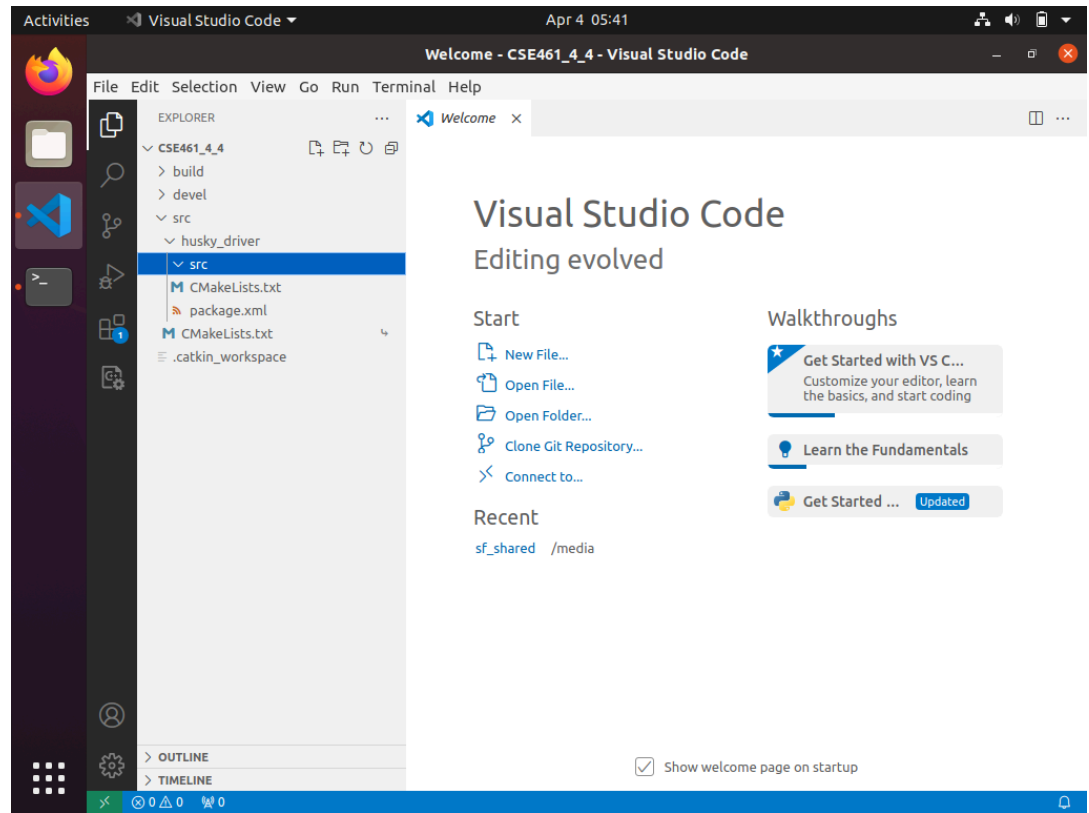 Activities
Visual Studio Code
Apr 4 05:41
Welcome - CSE461_4_4 - Visual Studio Code
File Edit Selection View Go Run Terminal Help
EXPLORER
Welcome
CSE461_4_4
build
devel
src
husky_driver
src
CMakeLists.txt
package.xml
CMakeLists.txt
.catkin_workspace
OUTLINE
TIMELINE
Visual Studio Code
Editing evolved
Start
New File...
Open File...
Open Folder...
Clone Git Repository...
Connect to...
Recent
sf_shared /media
Walkthroughs
Get Started with VS C...
Customize your editor, learn
the basics, and start coding
Learn the Fundamentals
Get Started ... Updated
Show welcome page on startup
1
0 0 0